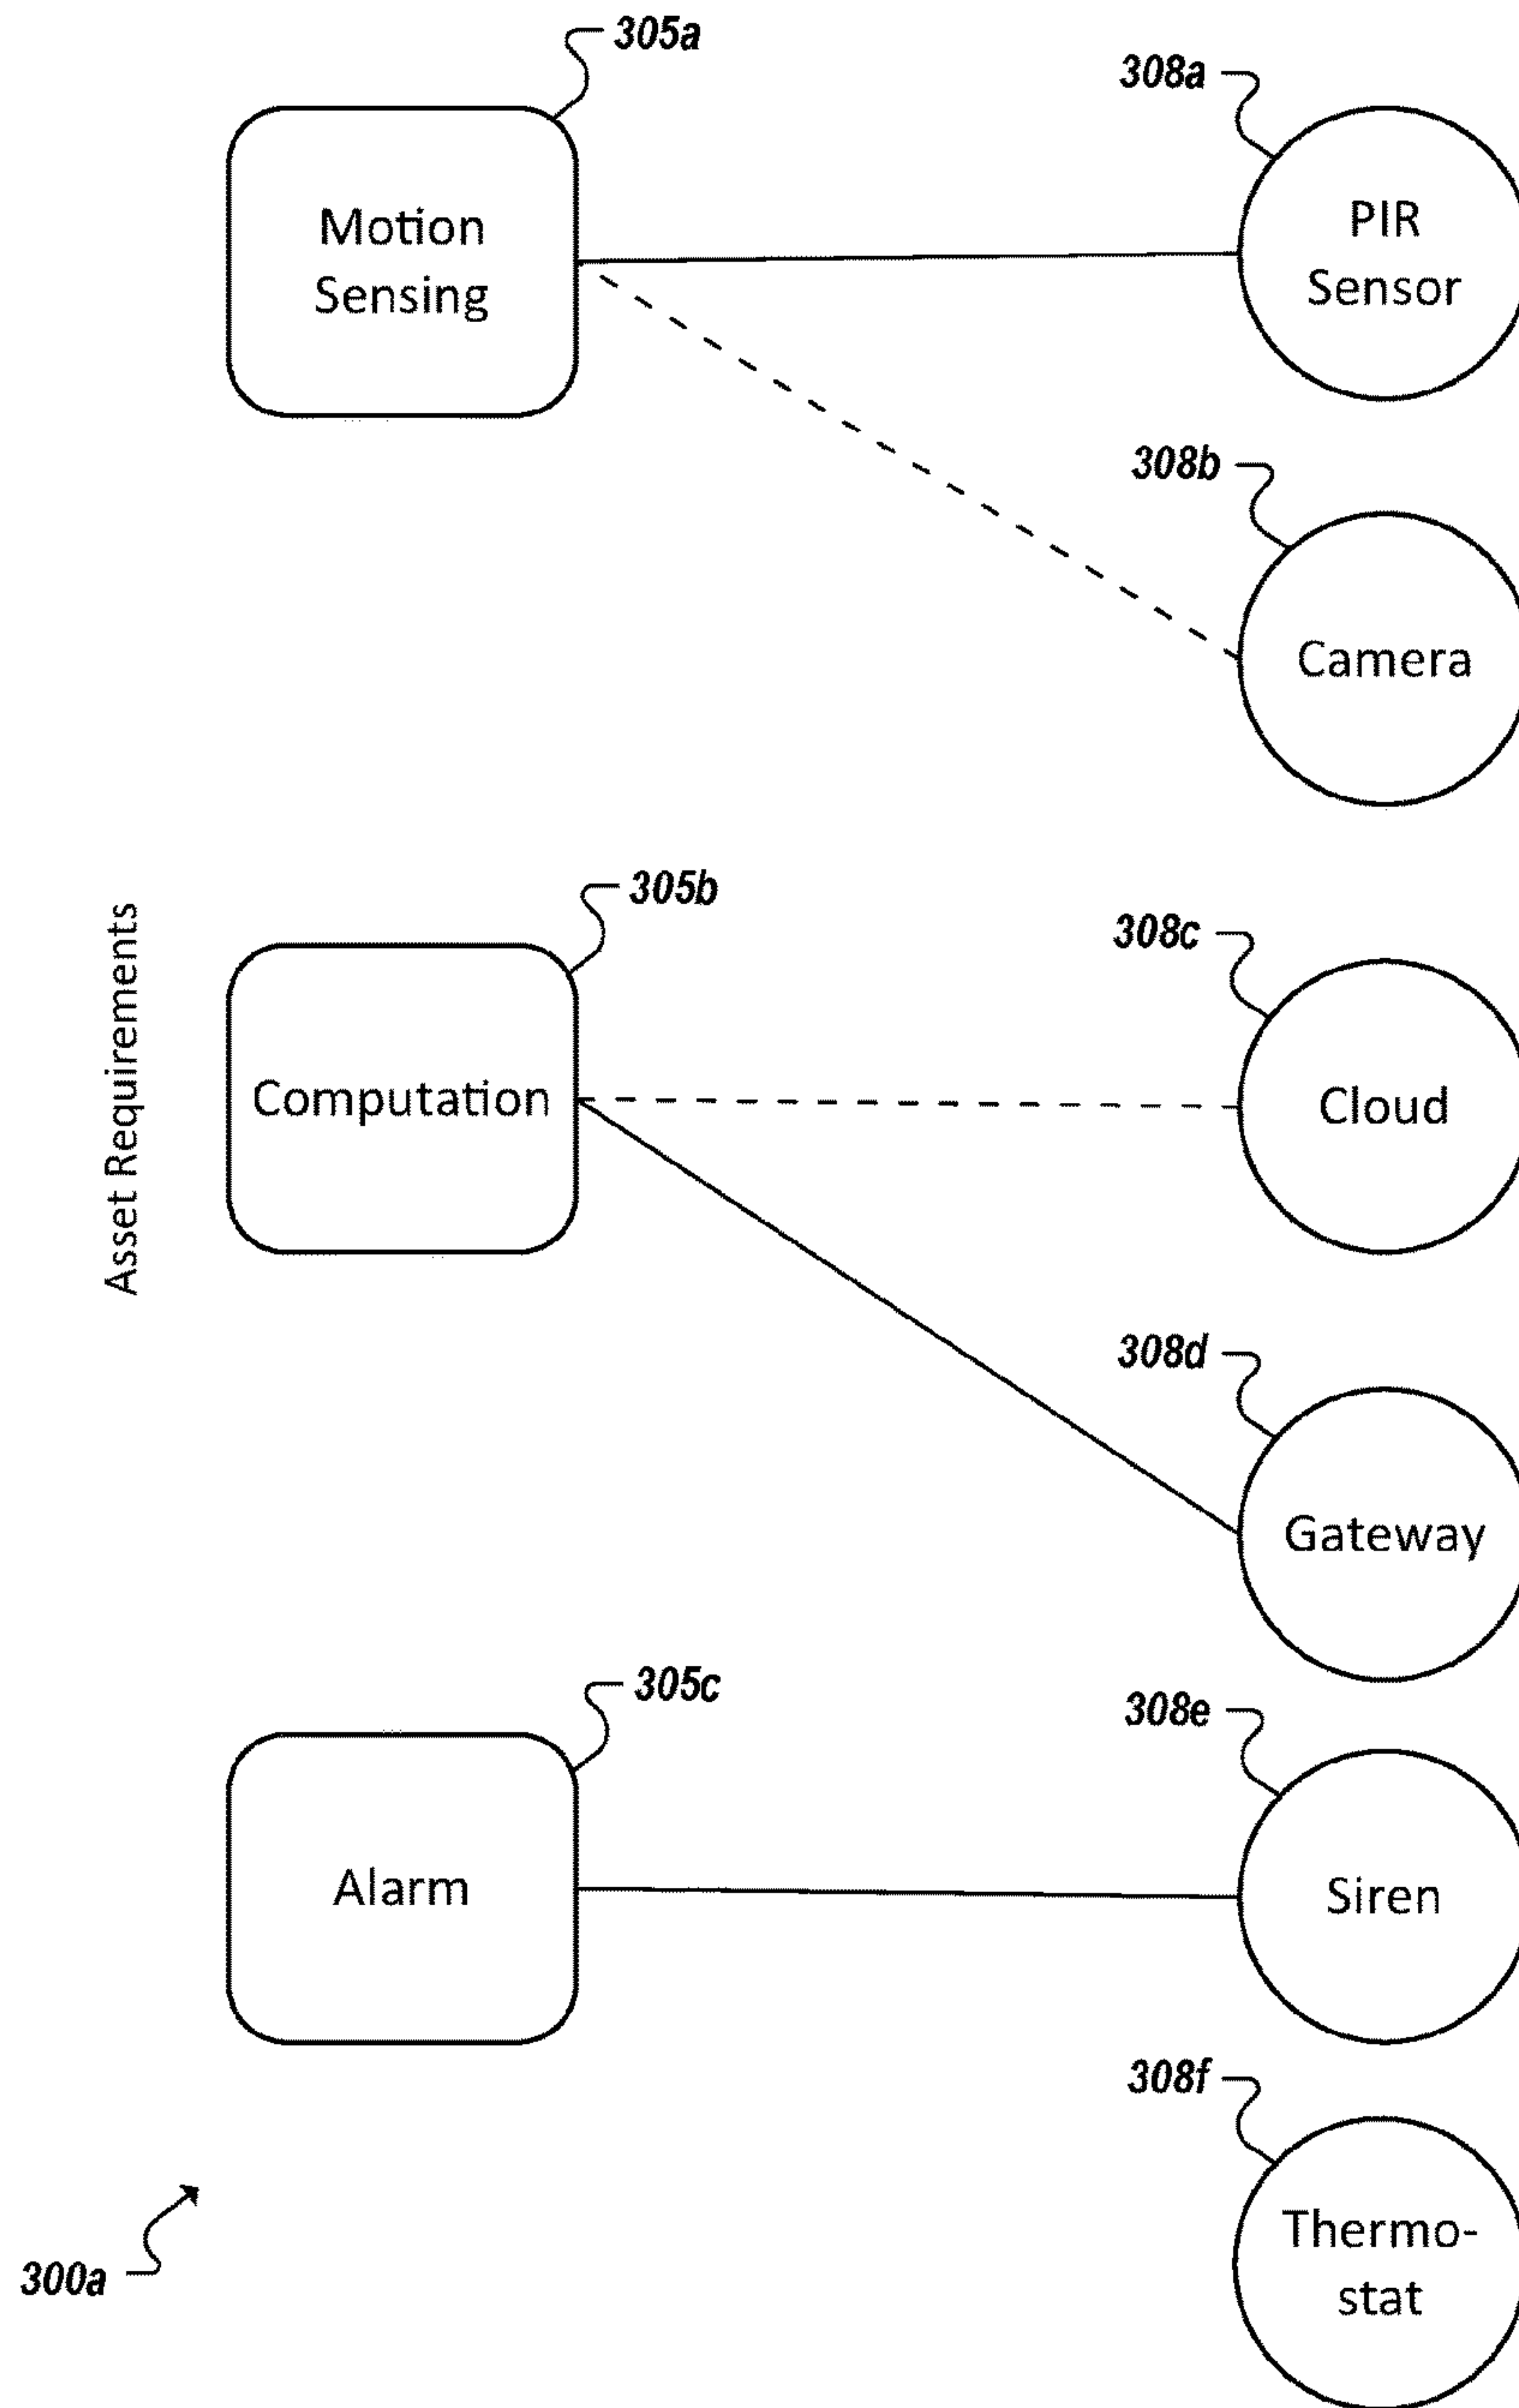 305a
308a
Motion
Sensing
PIR
Sensor
308b
Camera
305b
308c
Asset Requirements
Computation
Cloud
308d
Gateway
305c
308e
Alarm
Siren
308f
Thermo-
stat
300a